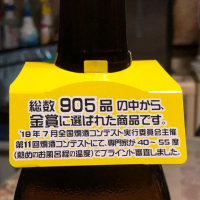 総数905品の中から、
金賞に選ばれた商品です。
'19年7月全国燗酒コンテスト実行委員会主催
第11回燗酒コンテストにて、専門家が40～55度
(熱めのお風呂程の温度)でブラインド審査しました。